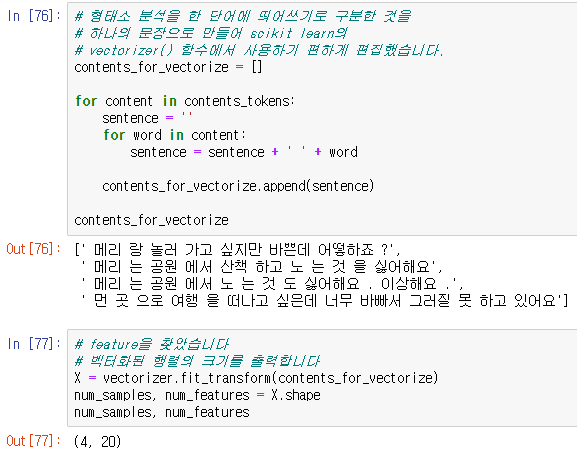 In [76]: # 형태소 분석을 한 단어에 띄어쓰기로 구분한 것을
# 하나의 문장으로 만들어 scikit learn의
# vectorizer() 함수에서 사용하기 편하게 편집했습니다.
contents_for_vectorize = []
for content in contents_tokens:
sentence = ''
for word in content:
sentence = sentence + ' ' + word
contents_for_vectorize.append(sentence)
contents_for_vectorize
Out[76]: [' 메리 랑 놀러 가고 싶지만 바쁜데 어떻하죠 ?',
' 메리 는 공원 에서 산책 하고 노 는 것 을 싫어해요',
' 메리 는 공원 에서 노 는 것 도 싫어해요 . 이상해요 .',
' 먼 곳 으로 여행 을 떠나고 싶은데 너무 바빠서 그러질 못 하고 있어요']
In [77]: # feature을 찾았습니다
# 벡터화된 행렬의 크기를 출력합니다
X = vectorizer.fit_transform(contents_for_vectorize)
num_samples, num_features = X.shape
num_samples, num_features
Out[77]: (4, 20)